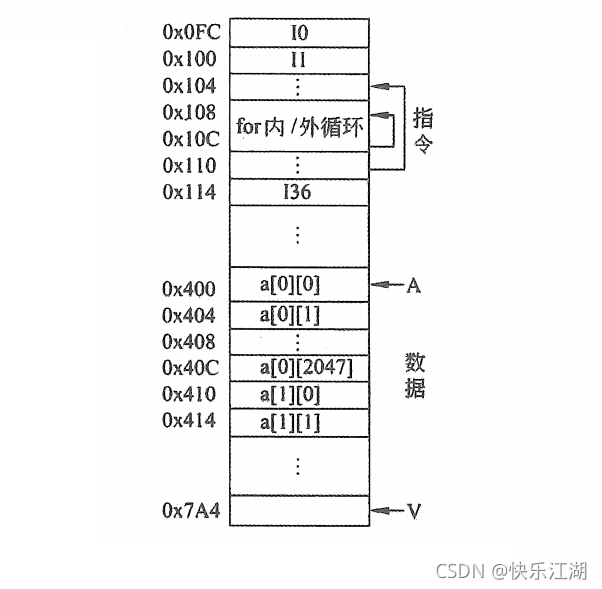 0x0FC I0
0x100 I1
0x104 ⋮
0x108 for内/外循环
0x10C
0x110 ⋮
0x114 I36
指令
⋮
0x400 a[0][0] A
0x404 a[0][1]
0x408 ⋮
0x40C a[0][2047]
0x410 a[1][0]
0x414 a[1][1]
数据
⋮
0x7A4 V
CSDN @快乐江湖